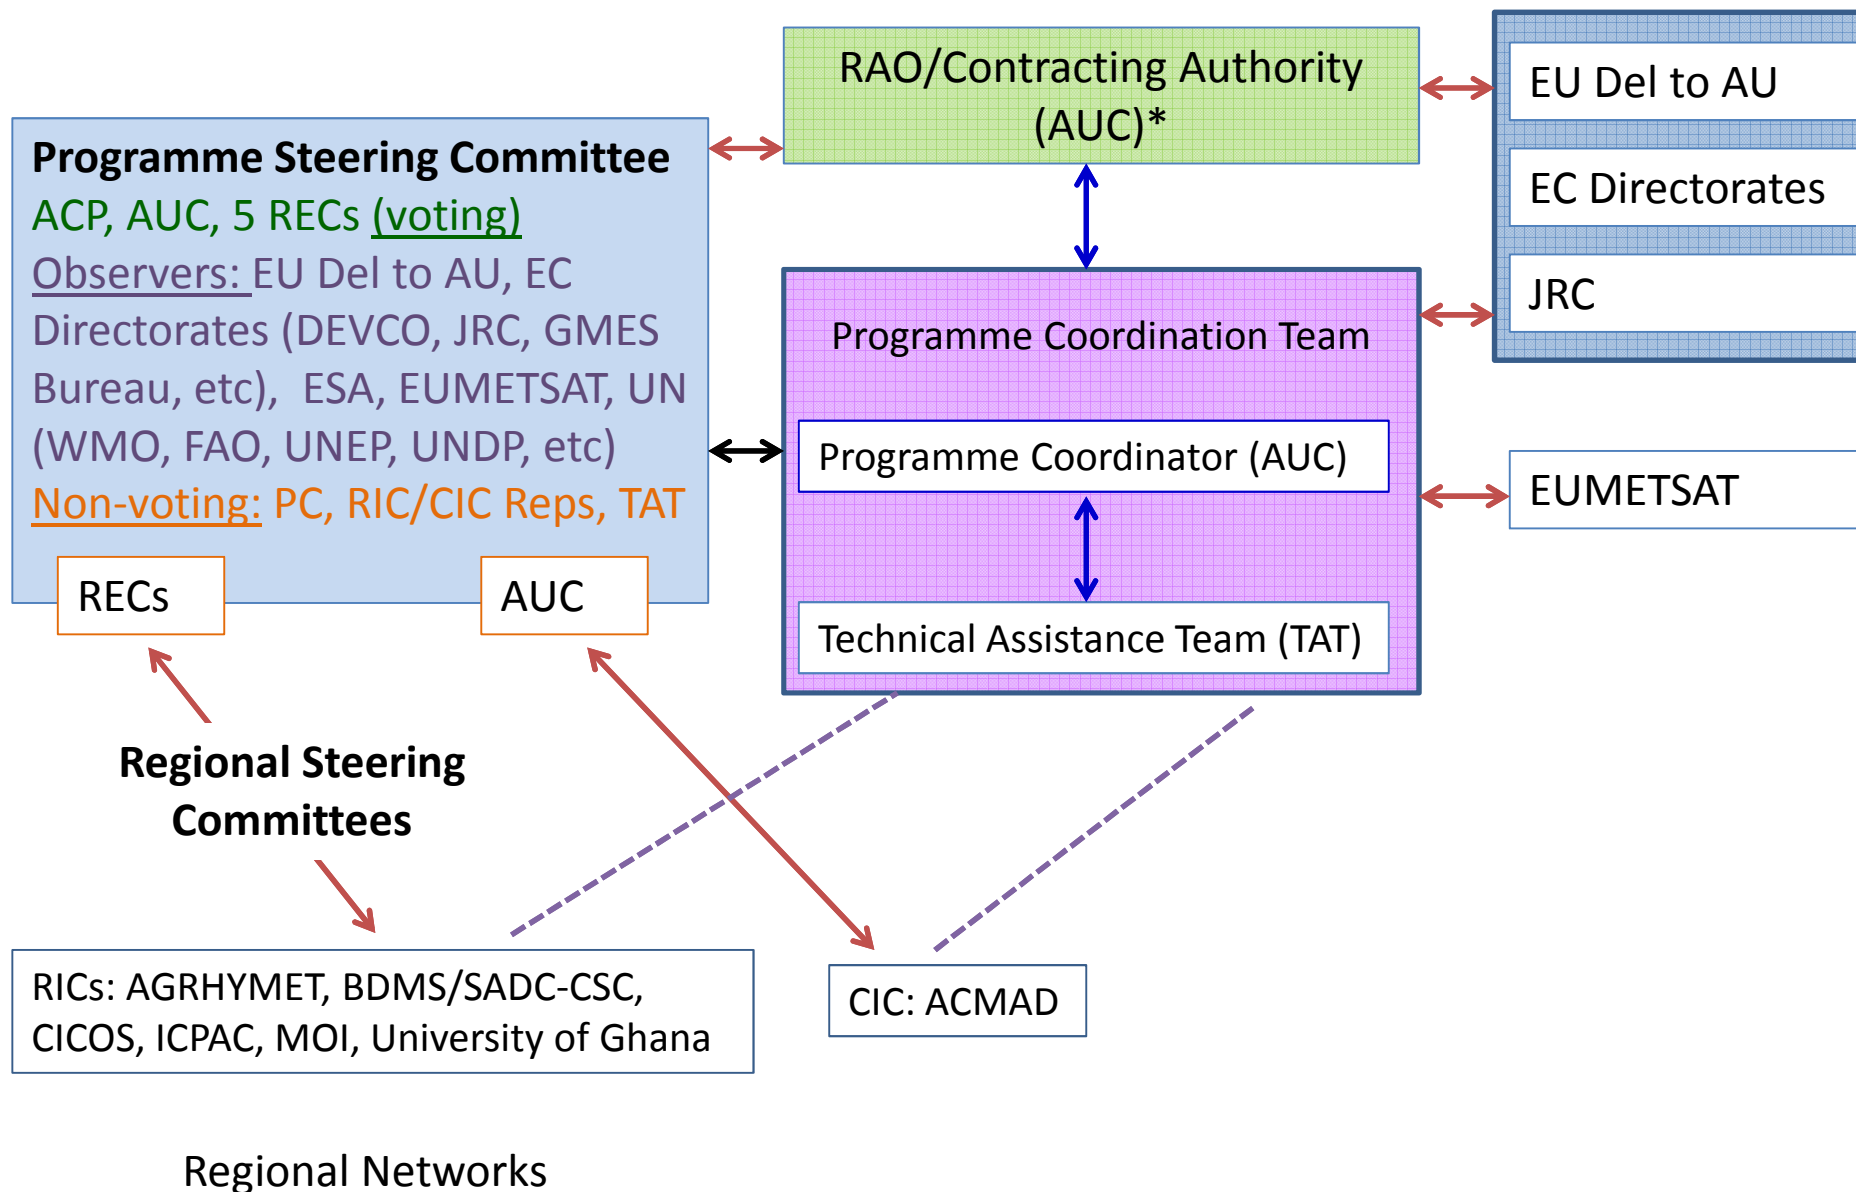 RAO/Contracting Authority
(AUC)*
EU Del to AU
EC Directorates
JRC
Programme Steering Committee
ACP, AUC, 5 RECs (voting)
Observers: EU Del to AU, EC
Directorates (DEVCO, JRC, GMES
Bureau, etc), ESA, EUMETSAT, UN
(WMO, FAO, UNEP, UNDP, etc)
Non-voting: PC, RIC/CIC Reps, TAT
RECs
AUC
Programme Coordination Team
Programme Coordinator (AUC)
Technical Assistance Team (TAT)
EUMETSAT
Regional Steering
Committees
RICs: AGRHYMET, BDMS/SADC-CSC,
CICOS, ICPAC, MOI, University of Ghana
CIC: ACMAD
Regional Networks